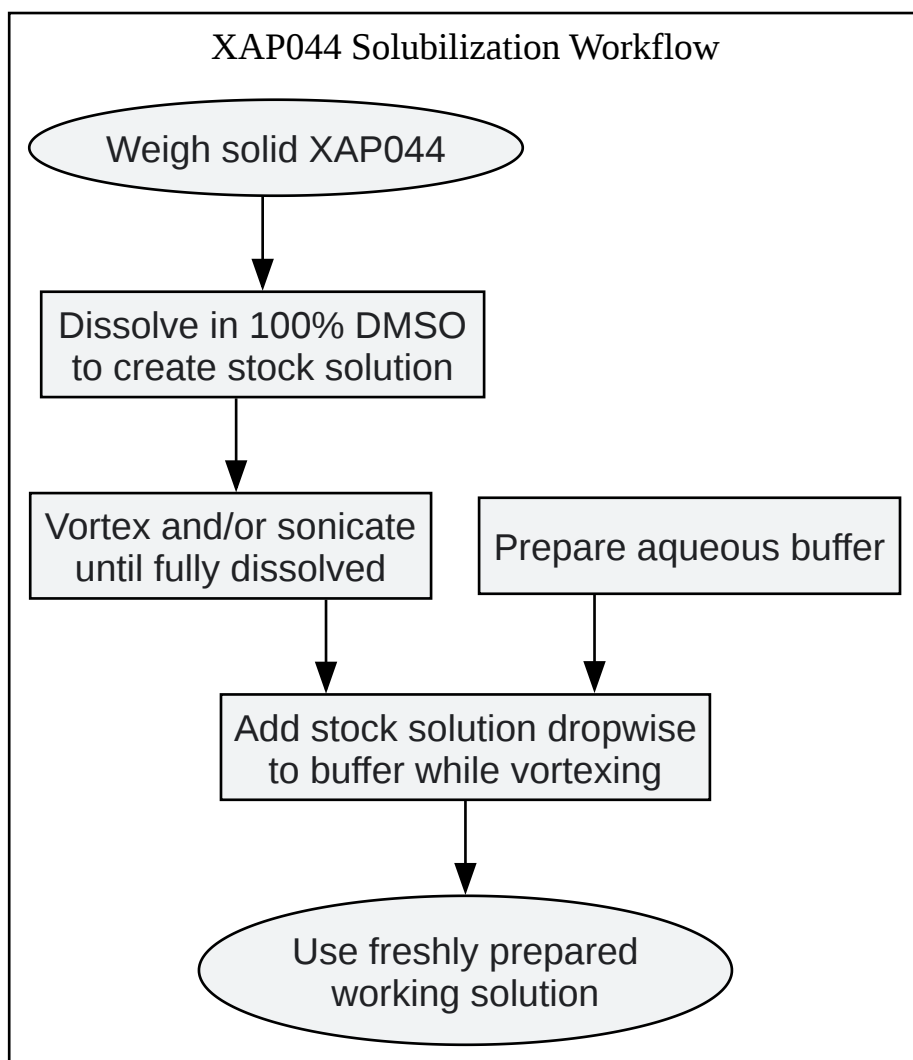 XAP044 Solubilization Workflow
Weigh solid XAP044
Dissolve in 100% DMSO
to create stock solution
Vortex and/or sonicate
until fully dissolved
Prepare aqueous buffer
Add stock solution dropwise
to buffer while vortexing
Use freshly prepared
working solution